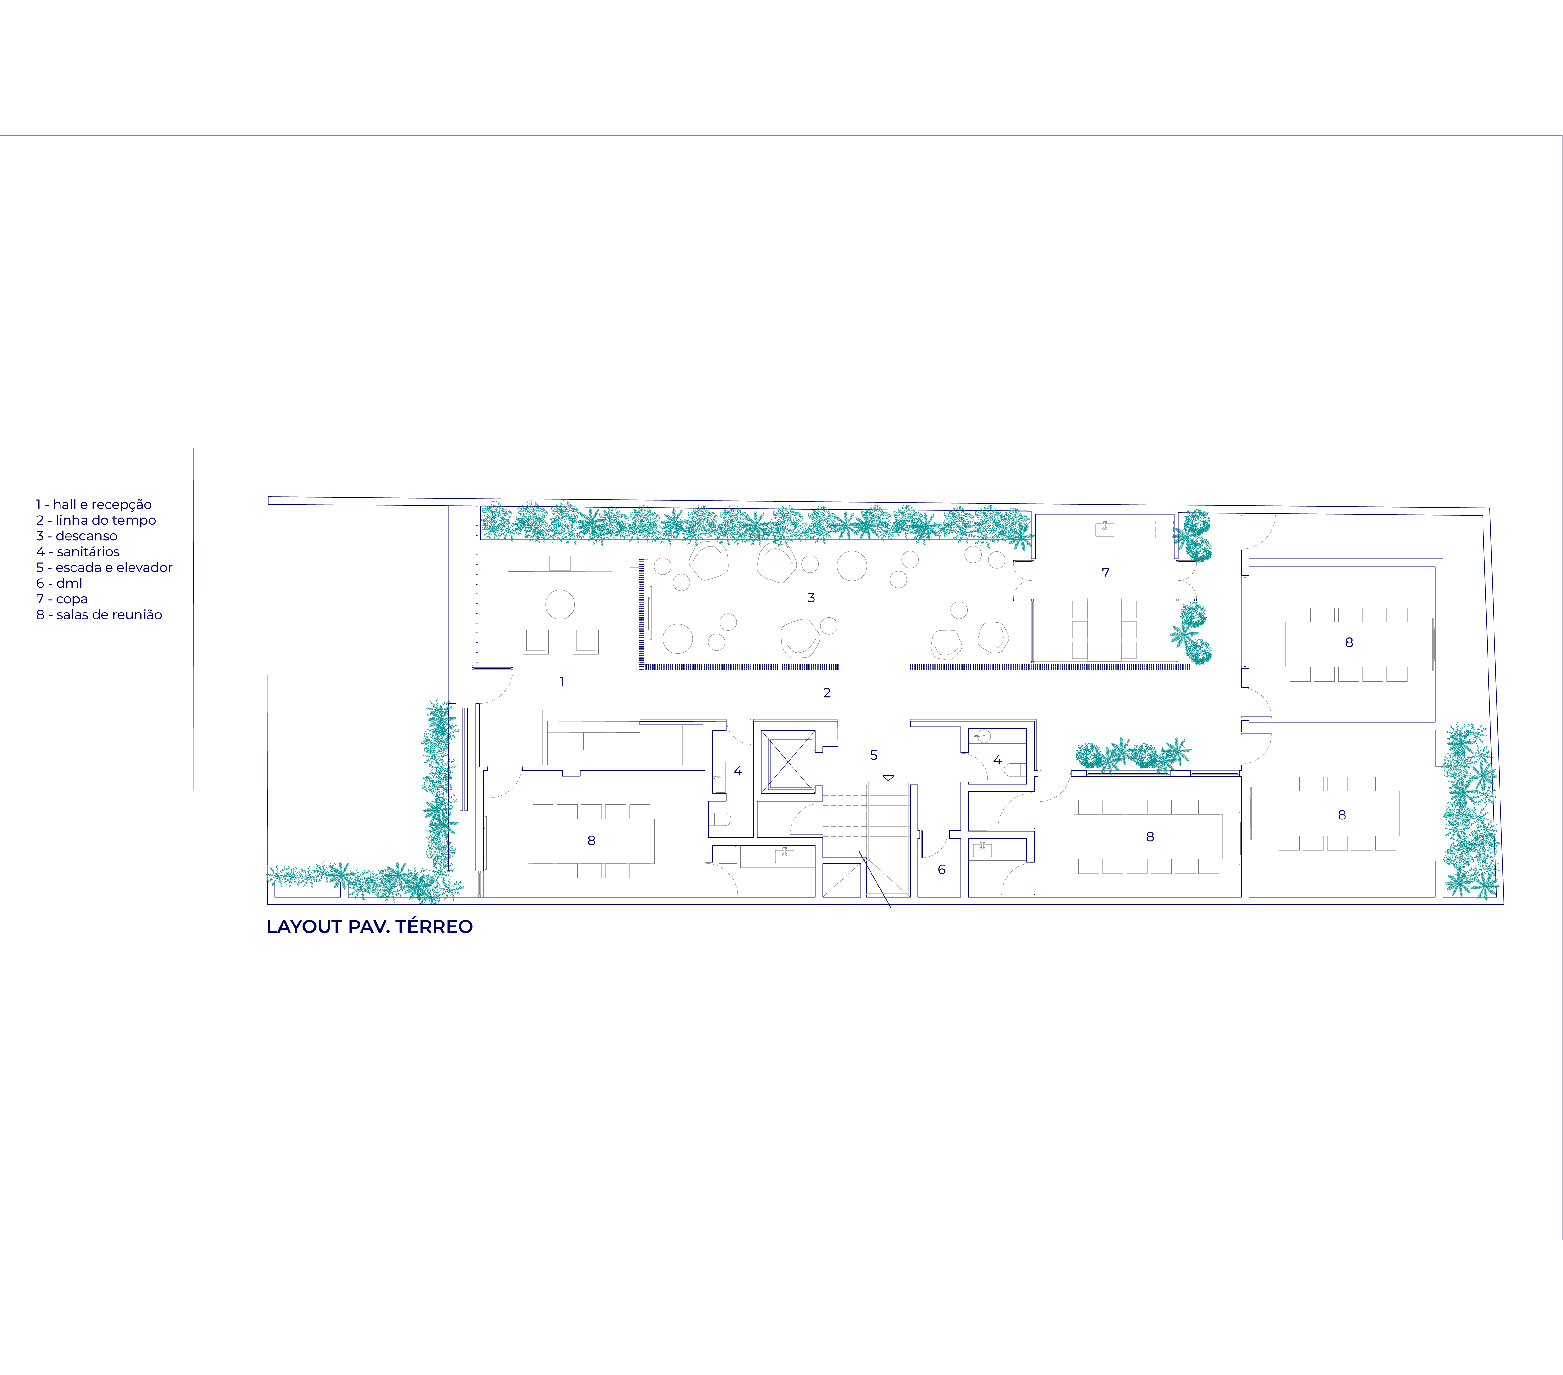 1 - hall e recepção
2 - linha do tempo
3 - descanso
4 - sanitários
5 - escada e elevador
6 - dml
7 - copa
8 - salas de reunião
7
3
8
1
2
5
4
4
8
8
8
6
LAYOUT PAV. TÉRREO